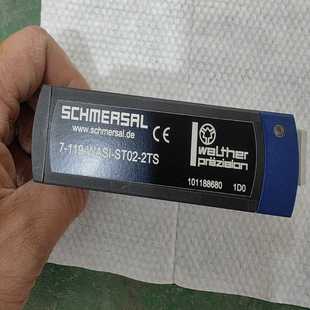 SCHMERSAL
www.schmersal.de
CE
7-119-WASI-ST02-2TS
walther
präzision
101188680 1D0